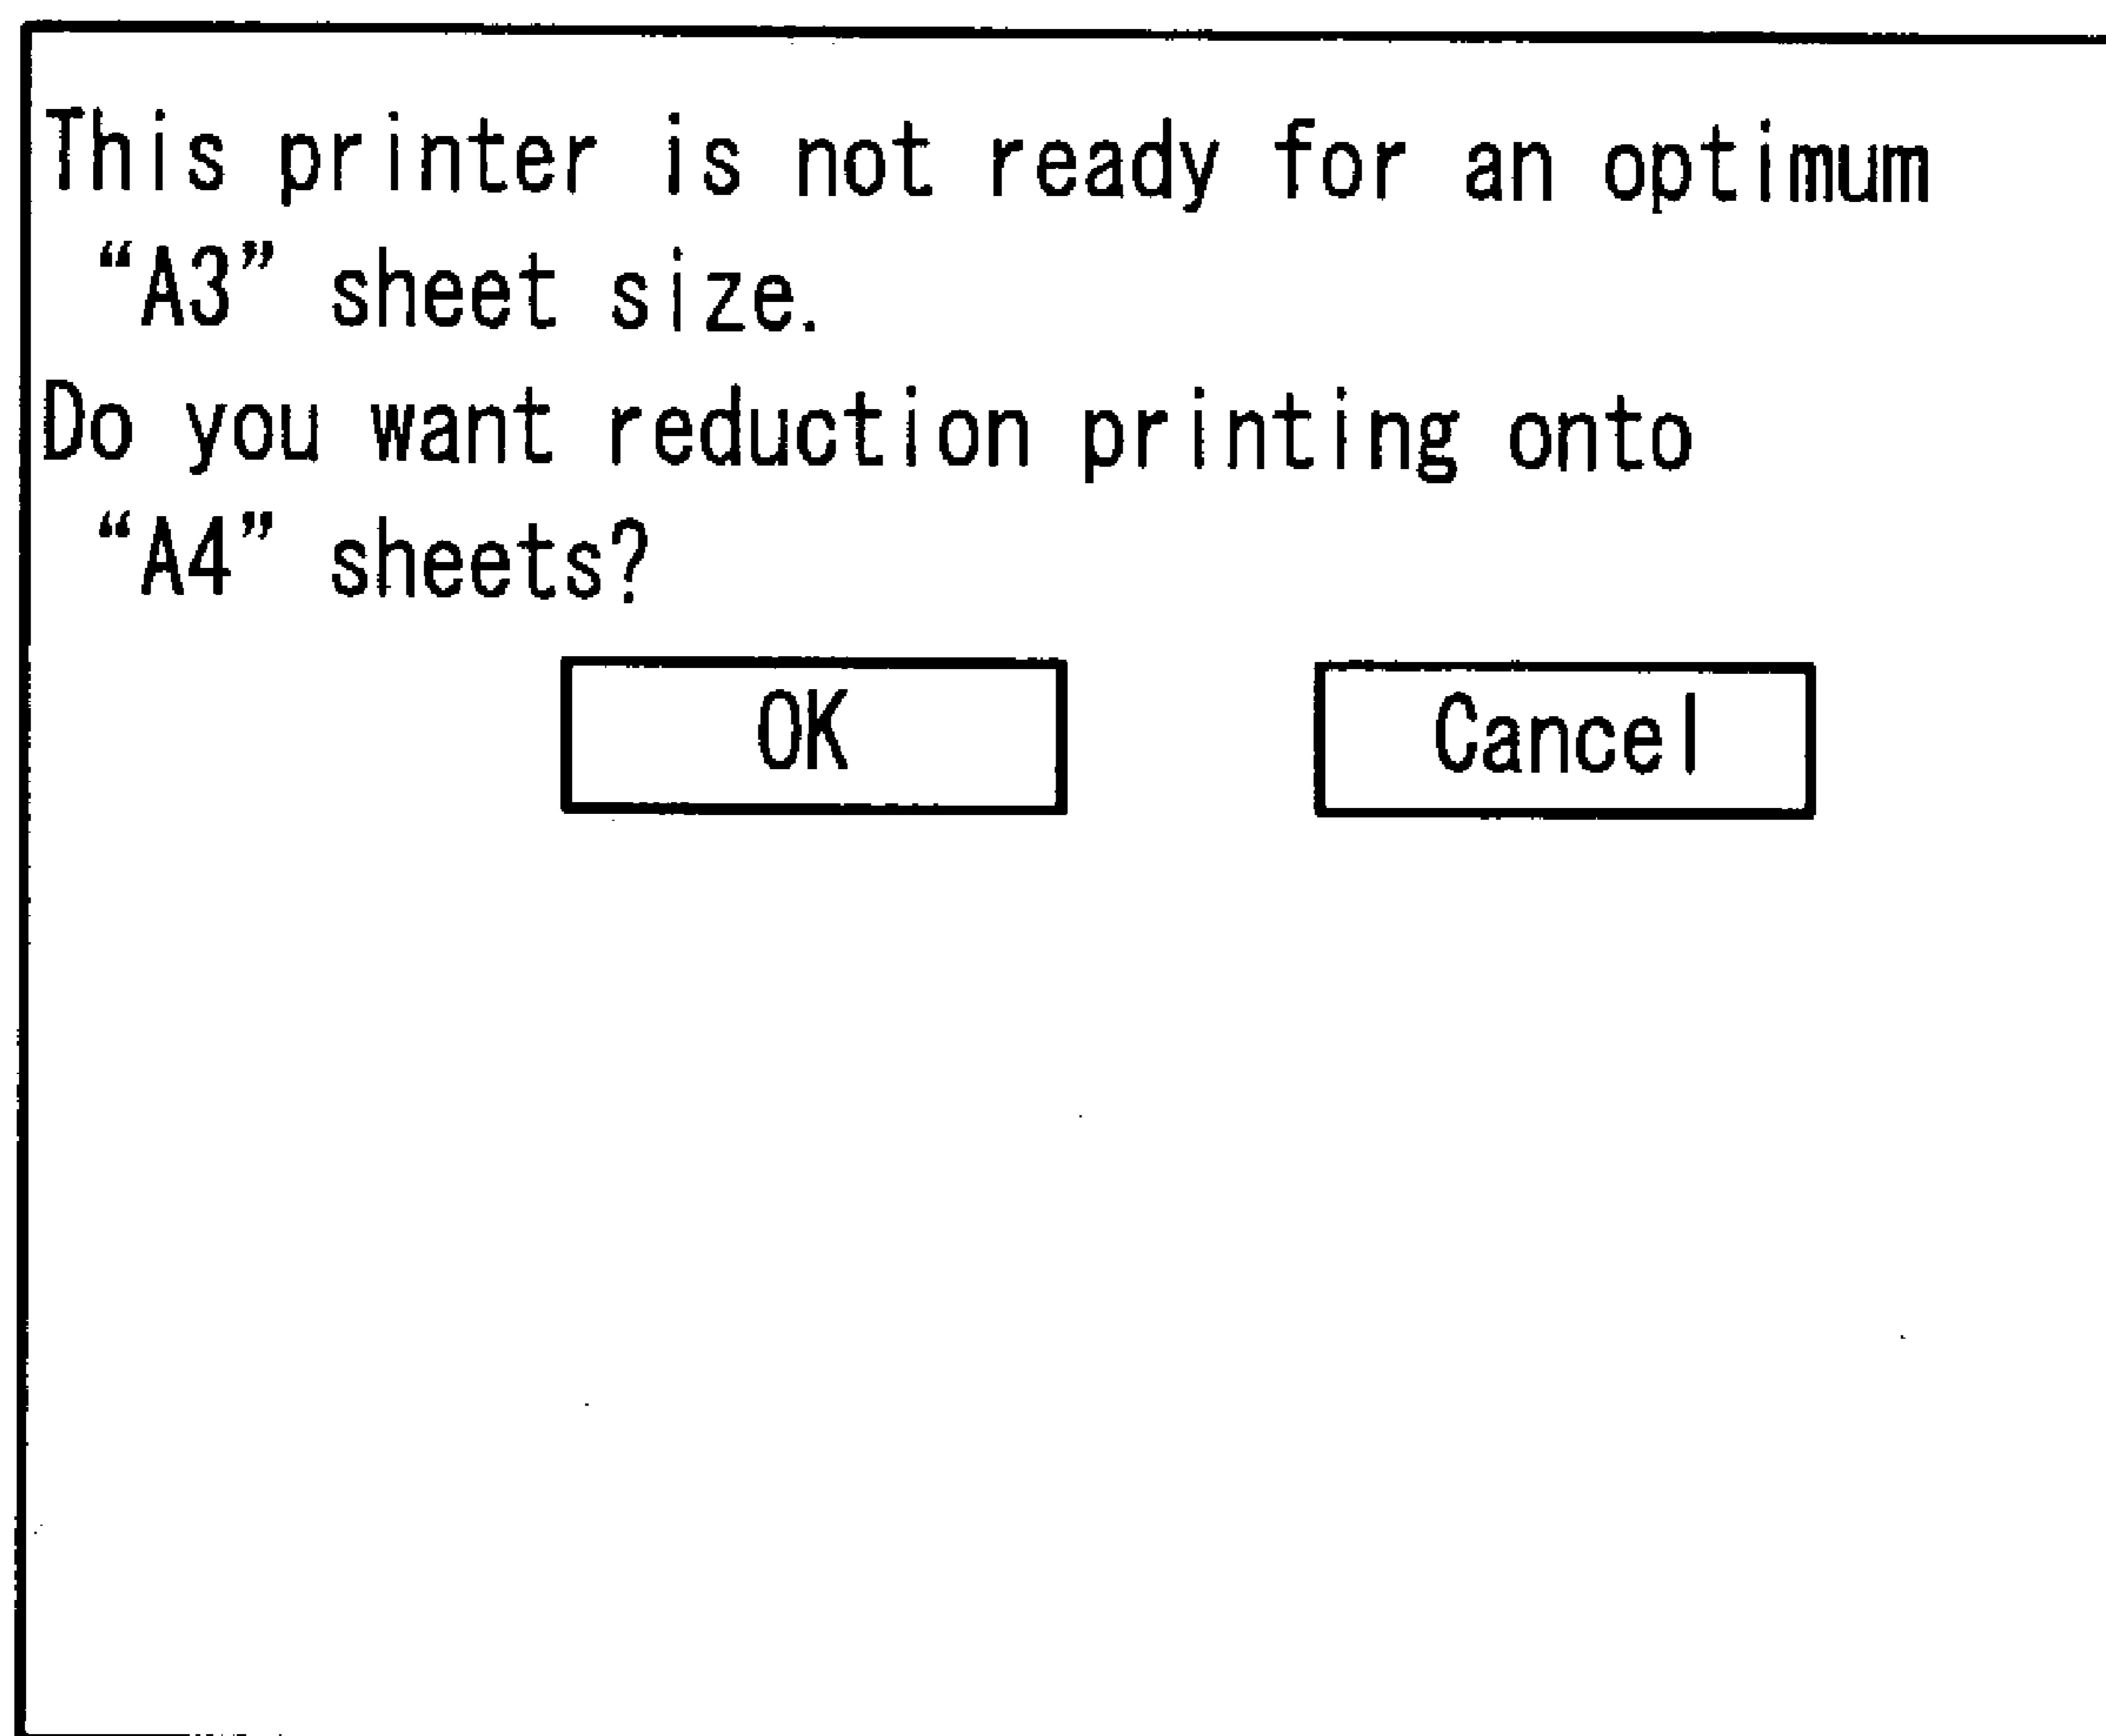 This printer is not ready for an optimum
“A3” sheet size.
Do you want reduction printing onto
“A4” sheets?
OK
Cancel